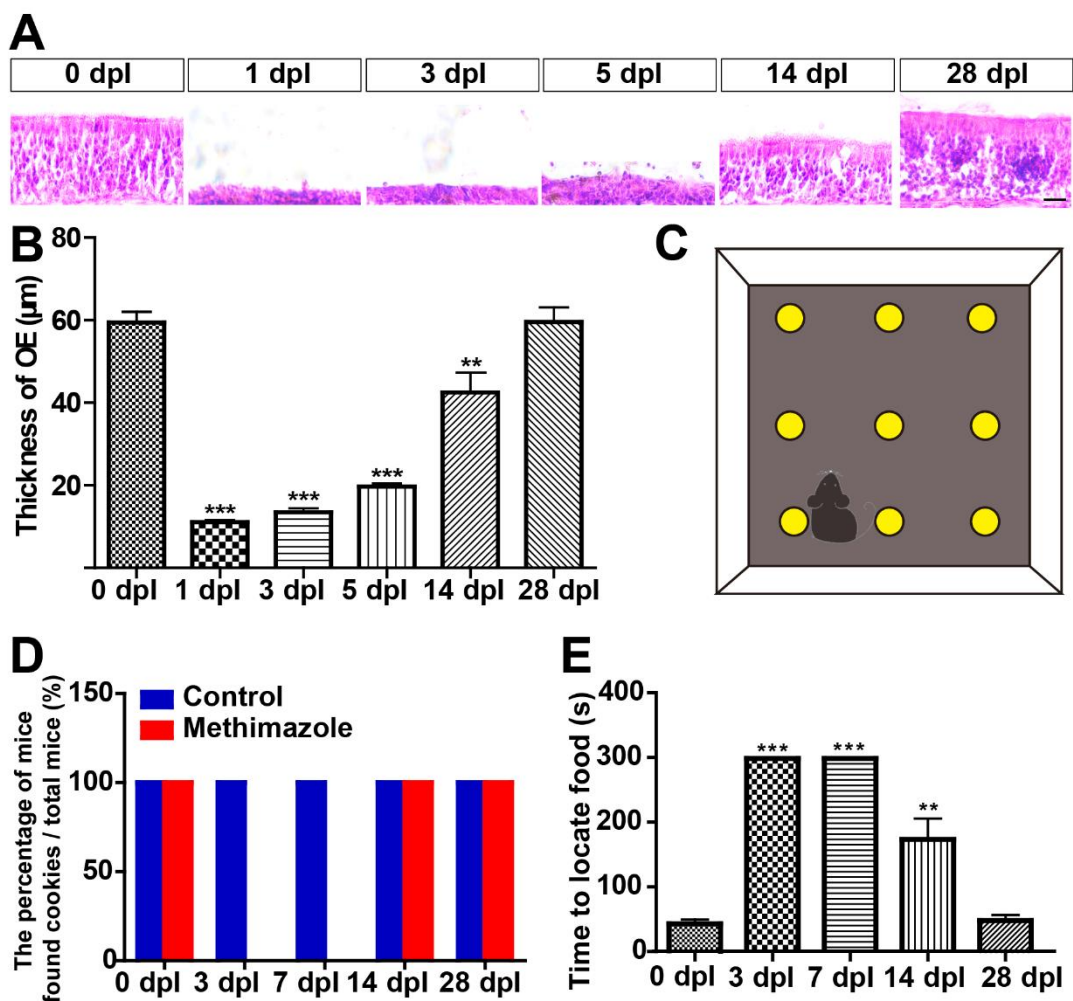 A
0 dpl 1 dpl 3 dpl 5 dpl 14 dpl 28 dpl
B
Thickness of OE (μm)
80
60
40
20
*** *** *** **
0 dpl 1 dpl 3 dpl 5 dpl 14 dpl 28 dpl
C
D
The percentage of mice
found cookies / total mice (%)
150
100
50
0
Control
Methimazole
0 dpl 3 dpl 7 dpl 14 dpl 28 dpl
E
Time to locate food (s)
400
300
200
100
0
*** *** **
0 dpl 3 dpl 7 dpl 14 dpl 28 dpl